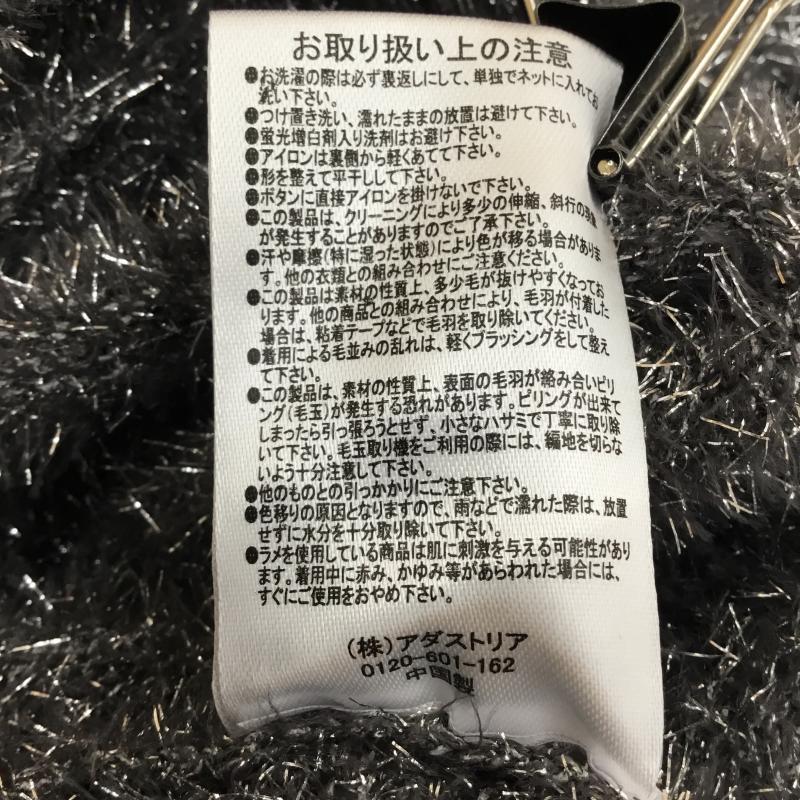 お取り扱い上の注意
●お洗濯の際は必ず裏返しにして、単独でネットに入れてお
洗い下さい。
●つけ置き洗い、濡れたままの放置は避けて下さい。
●蛍光増白剤入り洗剤はお避け下さい。
●アイロンは裏側から軽くあてて下さい。
●形を整えて平干しして下さい。
●ボタンに直接アイロンを掛けないで下さい。
●この製品は、クリーニングにより多少の伸縮、斜行の
が発生することがありますのでご了承下さい。
●汗や摩擦(特に湿った状態)により色が移る場合がありま
す。他の衣類との組み合わせにご注意ください。
●この製品は素材の性質上、多少毛が抜けやすくなってお
ります。他の商品との組み合わせにより、毛羽が付着した
場合は、粘着テープなどで毛羽を取り除いてください。
●着用による毛並みの乱れは、軽くブラッシングをして整え
て下さい。
●この製品は、素材の性質上、表面の毛羽が絡み合いピリ
ング(毛玉)が発生する恐れがあります。ピリングが出来て
しまったら引っ張ろうとせず、小さなハサミで丁寧に取り除
いて下さい。毛玉取り機をご利用の際には、編地を切らな
いよう十分注意して下さい。
●他のものとの引っかかりにご注意下さい。
●色移りの原因となりますので、雨などで濡れた際は、放置
せずに水分を十分取り除いて下さい。
●ラメを使用している商品は肌に刺激を与える可能性があり
ます。着用中に赤み、かゆみ等があらわれた場合には、
すぐにご使用をおやめ下さい。
(株)アダストリア
0120-601-162
中国製